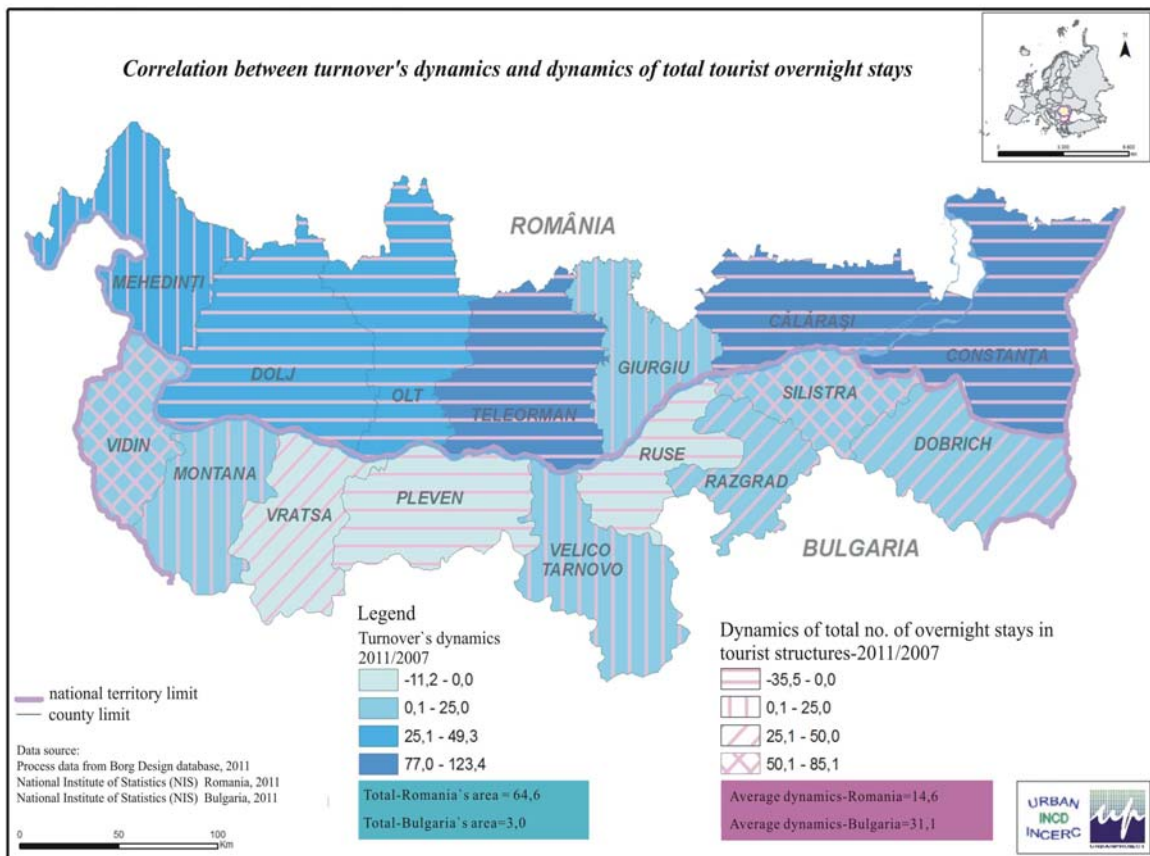 Correlation between turnover's dynamics and dynamics of total tourist overnight stays
N
ROMÂNIA
MEHEDINȚI
CĂLĂRAȘI
CONSTANȚA
GIURGIU
DOLJ
OLT
SILISTRA
TELEORMAN
VIDIN
DOBRICH
MONTANA
RUSE
RAZGRAD
PLEVEN
VRATSA
BULGARIA
VELICO
TARNOVO
Legend
Turnover`s dynamics
2011/2007
-11,2 - 0,0
0,1 - 25,0
25,1 - 49,3
77,0 - 123,4
Total-Romania`s area = 64,6
Total-Bulgaria`s area=3,0
Dynamics of total no. of overnight stays in
tourist structures-2011/2007
-35,5 - 0,0
0,1 - 25,0
25,1 - 50,0
50,1 - 85,1
Average dynamics-Romania=14,6
Average dynamics-Bulgaria=31,1
national territory limit
county limit
Data source:
Process data from Borg Design database, 2011
National Institute of Statistics (NIS) Romania, 2011
National Institute of Statistics (NIS) Bulgaria, 2011
0 50 100
Km
URBAN
INCD
INCERC
up
URBANPROIECT